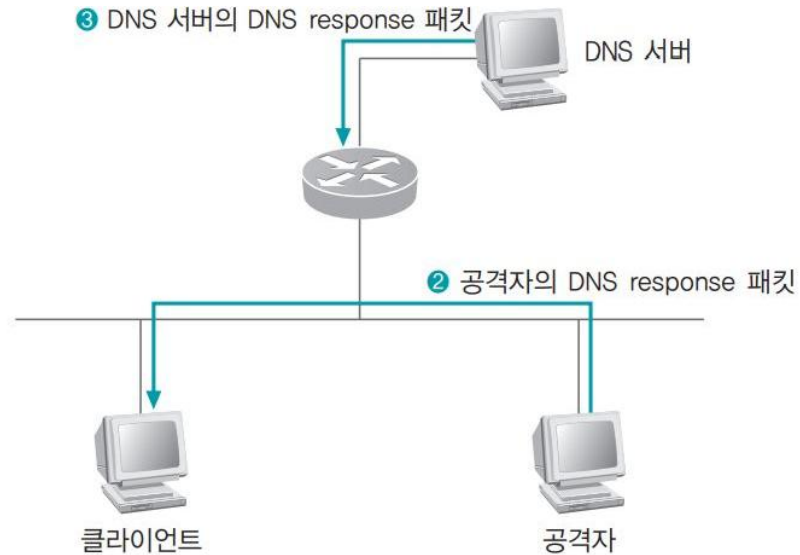 ❸ DNS 서버의 DNS response 패킷
DNS 서버
❷ 공격자의 DNS response 패킷
클라이언트
공격자